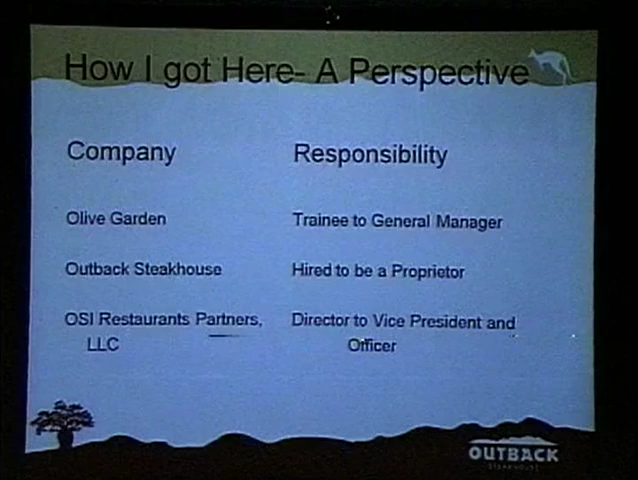 How I got Here- A Perspective
Company Responsibility
Olive Garden Trainee to General Manager
Outback Steakhouse Hired to be a Proprietor
OSI Restaurants Partners, Director to Vice President and
LLC Officer
OUTBACK
STEAKHOUSE